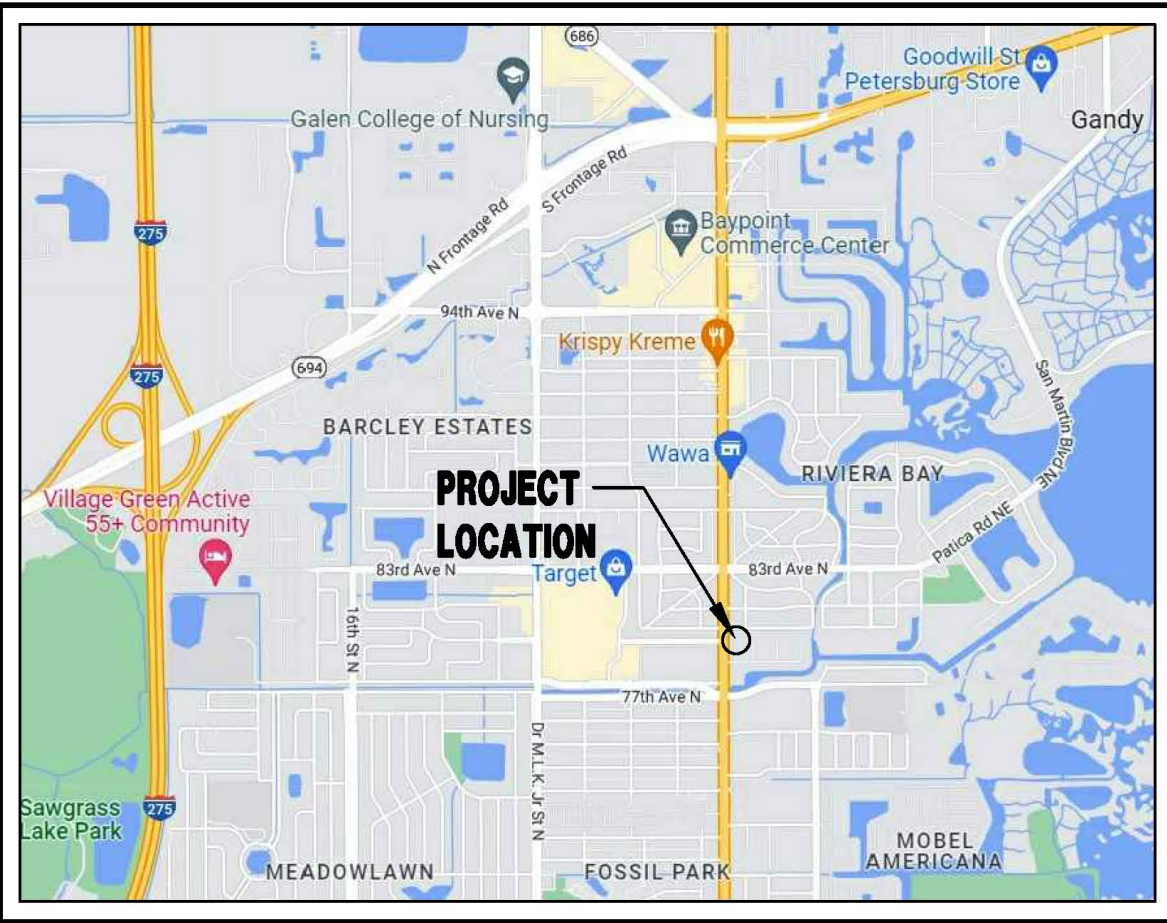 686
Goodwill St
Petersburg Store
Galen College of Nursing
Gandy
S Frontage Rd
N Frontage Rd
275
Baypoint
Commerce Center
94th Ave N
Krispy Kreme
694
275
San Martin Blvd NE
BARCLEY ESTATES
Wawa
RIVIERA BAY
PROJECT
LOCATION
Village Green Active
55+ Community
Patica Rd NE
83rd Ave N
Target
83rd Ave N
16th St N
77th Ave N
Dr M.L.K. Jr St N
Sawgrass
Lake Park
275
MEADOWLAWN
FOSSIL PARK
MOBEL
AMERICANA